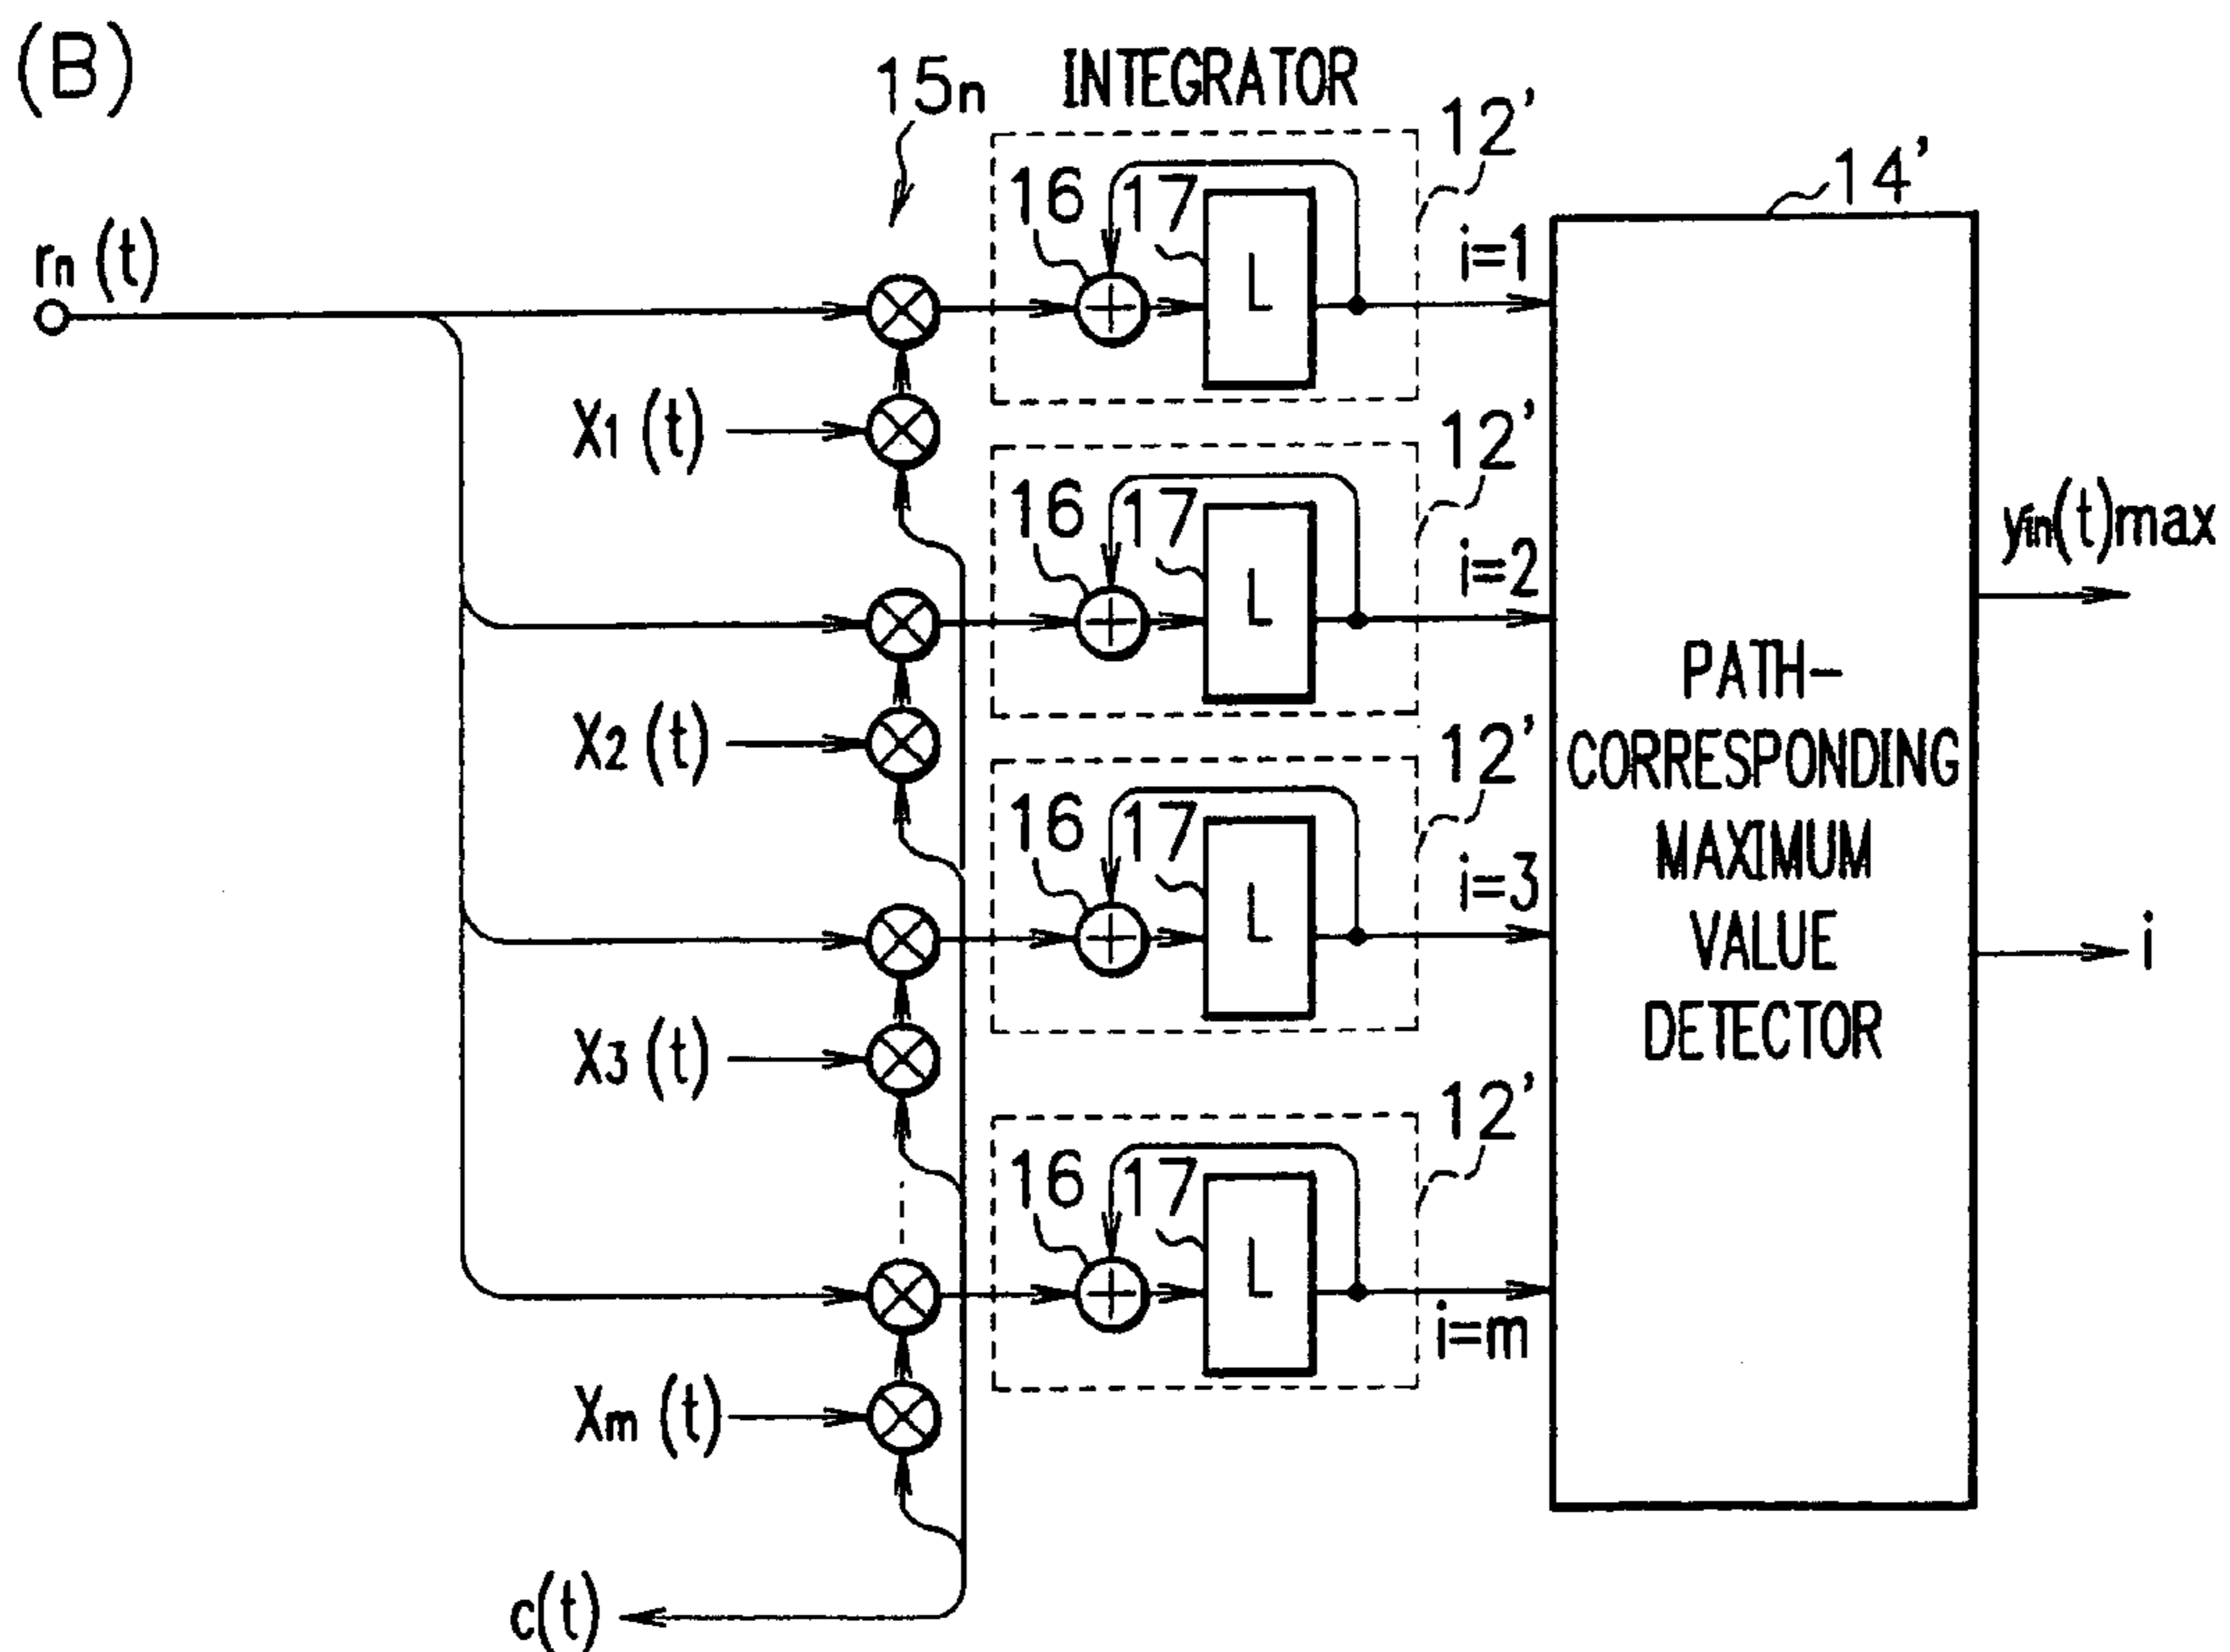 (B)
15n
INTEGRATOR
12'
14'
rn (t)
16
17
L
i=1
X1 (t)
12'
16
17
L
i=2
yin(t)max
X2 (t)
12'
16
17
L
i=3
PATH-
CORRESPONDING
MAXIMUM
VALUE
DETECTOR
i
X3 (t)
12'
16
17
L
i=m
Xm (t)
c(t)